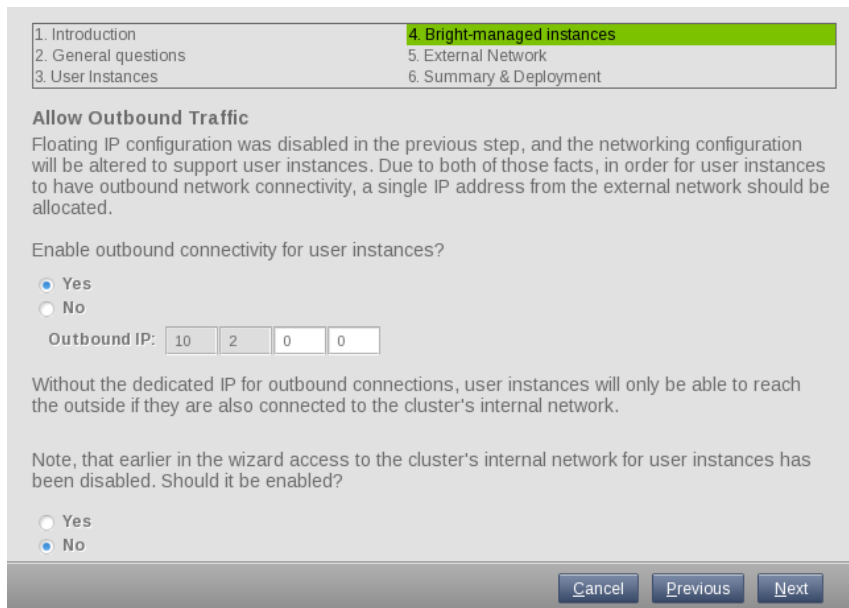 1. Introduction
2. General questions
3. User Instances
4. Bright-managed instances
5. External Network
6. Summary & Deployment
Allow Outbound Traffic
Floating IP configuration was disabled in the previous step, and the networking configuration
will be altered to support user instances. Due to both of those facts, in order for user instances
to have outbound network connectivity, a single IP address from the external network should be
allocated.
Enable outbound connectivity for user instances?
Yes
No
Outbound IP: 10 2 0 0
Without the dedicated IP for outbound connections, user instances will only be able to reach
the outside if they are also connected to the cluster's internal network.
Note, that earlier in the wizard access to the cluster's internal network for user instances has
been disabled. Should it be enabled?
Yes
No
Cancel Previous Next